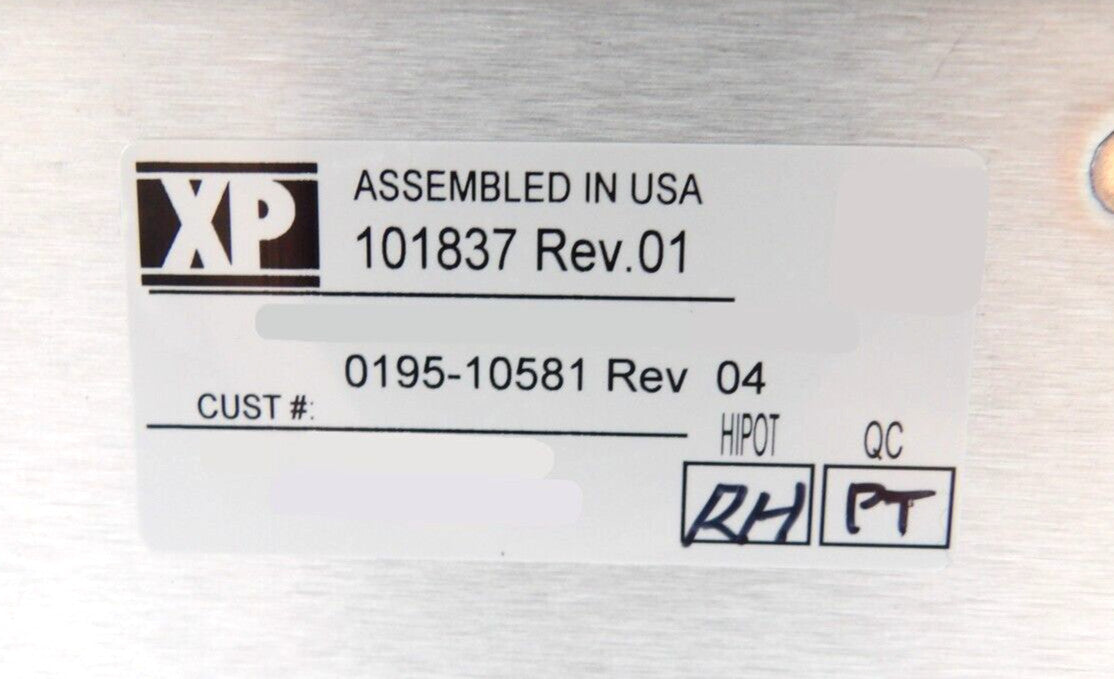 XP
ASSEMBLED IN USA
101837 Rev.01
0195-10581 Rev 04
CUST #:
HIPOT QC
RH PT